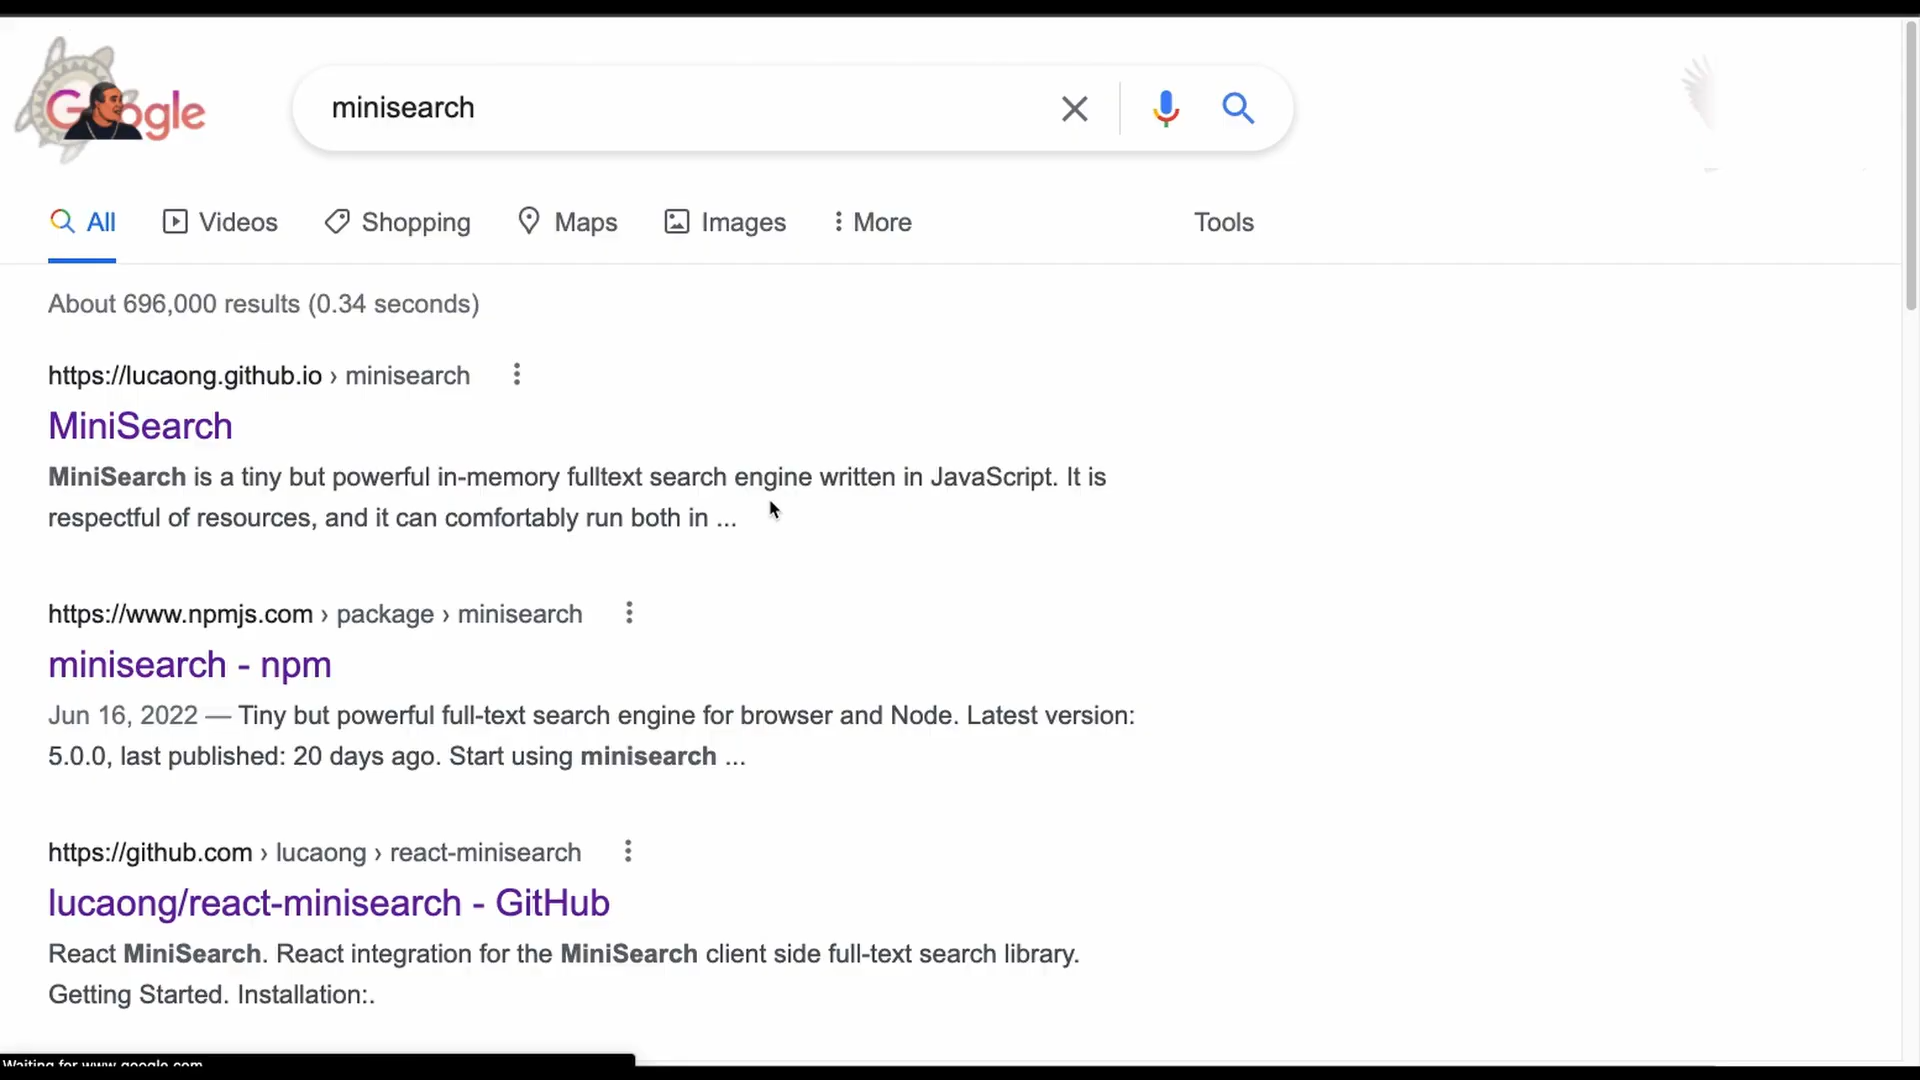 Google
minisearch
All Videos Shopping Maps Images More Tools
About 696,000 results (0.34 seconds)
https://lucaong.github.io › minisearch
MiniSearch
MiniSearch is a tiny but powerful in-memory fulltext search engine written in JavaScript. It is
respectful of resources, and it can comfortably run both in ...
https://www.npmjs.com › package › minisearch
minisearch - npm
Jun 16, 2022 — Tiny but powerful full-text search engine for browser and Node. Latest version:
5.0.0, last published: 20 days ago. Start using minisearch ...
https://github.com › lucaong › react-minisearch
lucaong/react-minisearch - GitHub
React MiniSearch. React integration for the MiniSearch client side full-text search library.
Getting Started. Installation:.
Waiting for www.google.com